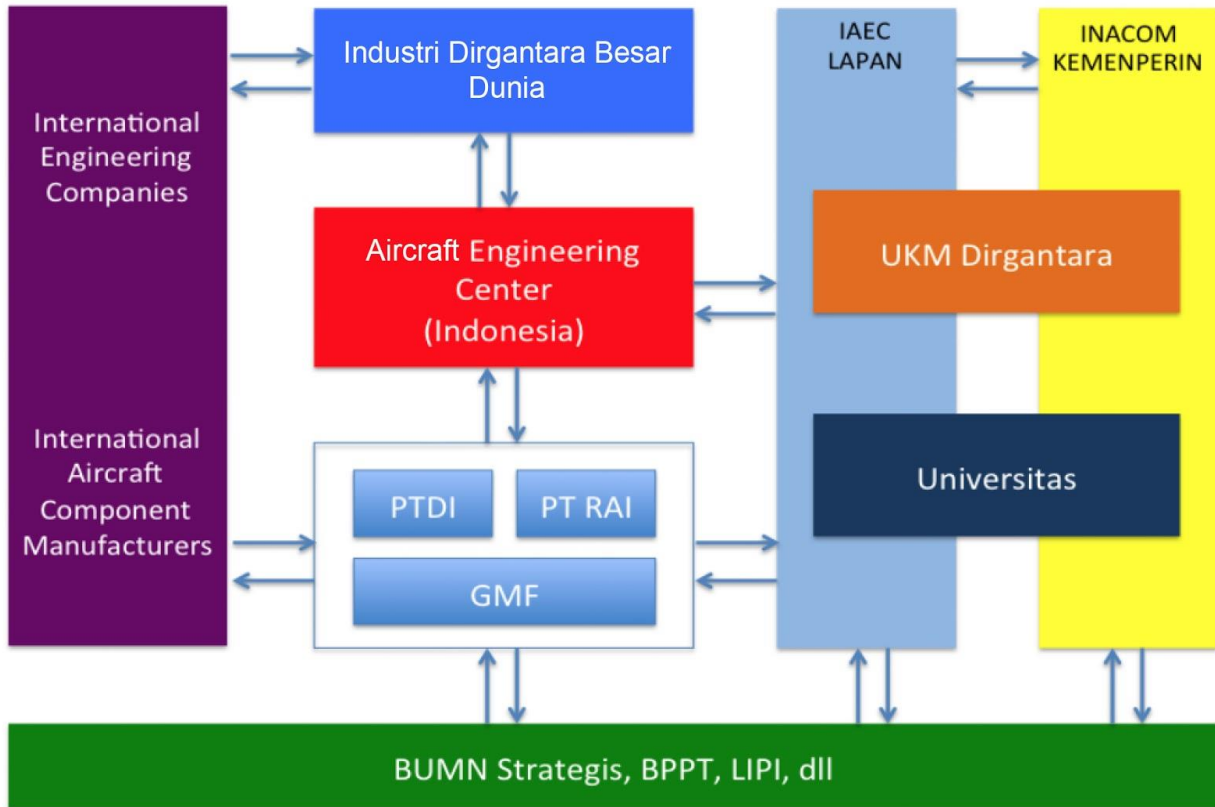 International
Engineering
Companies
International
Aircraft
Component
Manufacturers
Industri Dirgantara Besar
Dunia
Aircraft Engineering
Center
(Indonesia)
PTDI
PT RAI
GMF
IAEC
LAPAN
INACOM
KEMENPERIN
UKM Dirgantara
Universitas
BUMN Strategis, BPPT, LIPI, dll